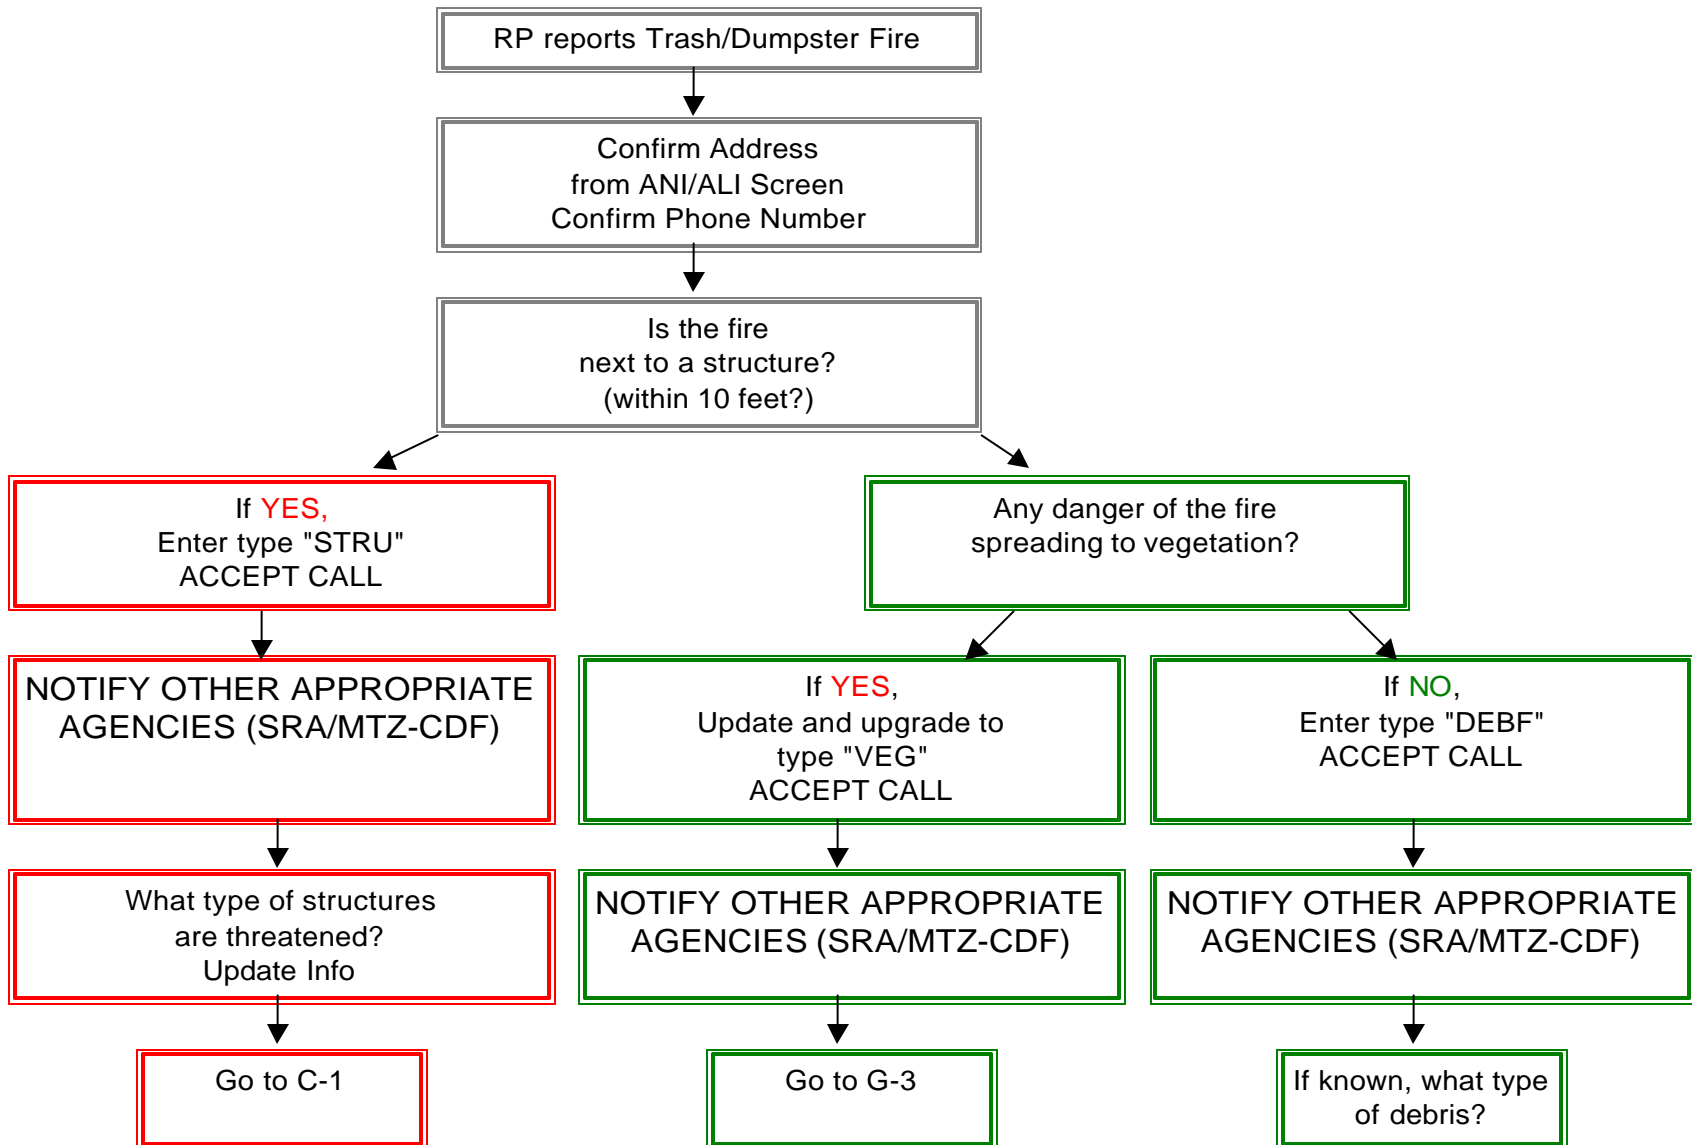 RP reports Trash/Dumpster Fire
Confirm Address
from ANI/ALI Screen
Confirm Phone Number
Is the fire
next to a structure?
(within 10 feet?)
If YES,
Enter type "STRU"
ACCEPT CALL
Any danger of the fire
spreading to vegetation?
NOTIFY OTHER APPROPRIATE
AGENCIES (SRA/MTZ-CDF)
If YES,
Update and upgrade to
type "VEG"
ACCEPT CALL
If NO,
Enter type "DEBF"
ACCEPT CALL
What type of structures
are threatened?
Update Info
NOTIFY OTHER APPROPRIATE
AGENCIES (SRA/MTZ-CDF)
NOTIFY OTHER APPROPRIATE
AGENCIES (SRA/MTZ-CDF)
Go to C-1
Go to G-3
If known, what type
of debris?